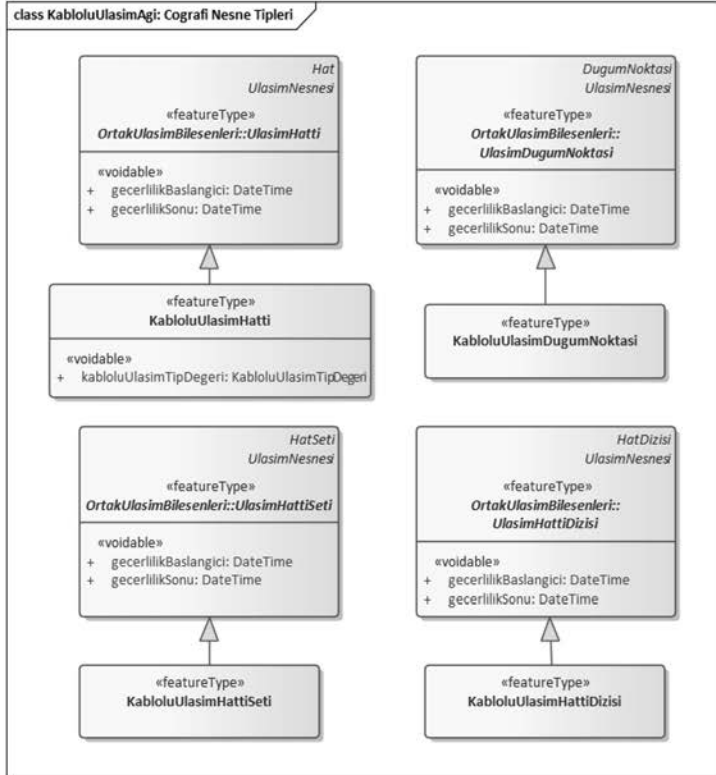 class KabloluUlasimAgi: Cografi Nesne Tipleri
Hat
UlasimNesnesi
«featureType»
OrtakUlasimBilesenleri::UlasimHatti
«voidable»
+ gecerlilikBaslangici: DateTime
+ gecerlilikSonu: DateTime
DugumNoktasi
UlasimNesnesi
«featureType»
OrtakUlasimBilesenleri::
UlasimDugumNoktasi
«voidable»
+ gecerlilikBaslangici: DateTime
+ gecerlilikSonu: DateTime
«featureType»
KabloluUlasimHatti
«voidable»
+ kabloluUlasimTipDegeri: KabloluUlasimTipDegeri
«featureType»
KabloluUlasimDugumNoktasi
HatSeti
UlasimNesnesi
«featureType»
OrtakUlasimBilesenleri::UlasimHattiSeti
«voidable»
+ gecerlilikBaslangici: DateTime
+ gecerlilikSonu: DateTime
HatDizisi
UlasimNesnesi
«featureType»
OrtakUlasimBilesenleri::
UlasimHattiDizisi
«voidable»
+ gecerlilikBaslangici: DateTime
+ gecerlilikSonu: DateTime
«featureType»
KabloluUlasimHattiSeti
«featureType»
KabloluUlasimHattiDizisi